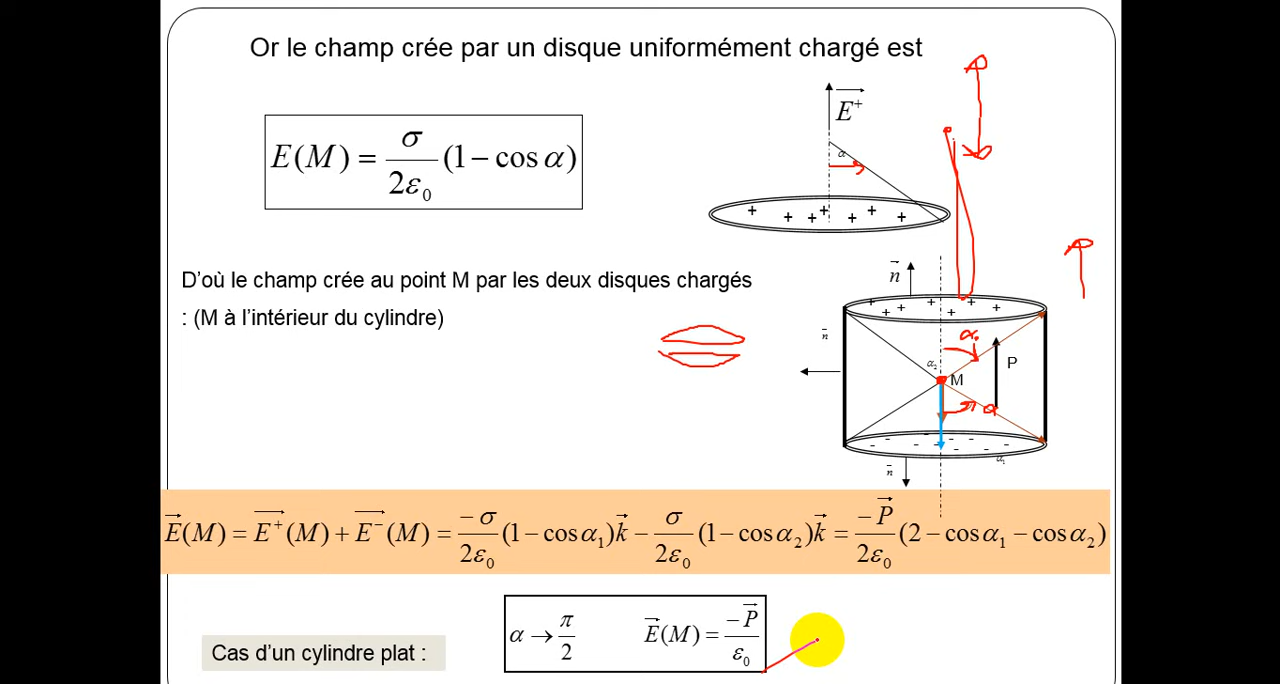 Or le champ crée par un disque uniformément chargé est
E⃗⁺
α
E(M) = σ/2ε₀ (1 − cos α)
+ + + + + + +
D'où le champ crée au point M par les deux disques chargés
: (M à l'intérieur du cylindre)
n⃗
n⃗
α₂
M
P
α
α₁
n⃗
E⃗(M) = E⃗⁺(M) + E⃗⁻(M) = −σ/2ε₀ (1 − cos α₁)k⃗ − σ/2ε₀ (1 − cos α₂)k⃗ = −P⃗/2ε₀ (2 − cos α₁ − cos α₂)
Cas d'un cylindre plat :
α → π/2 E⃗(M) = −P⃗/ε₀